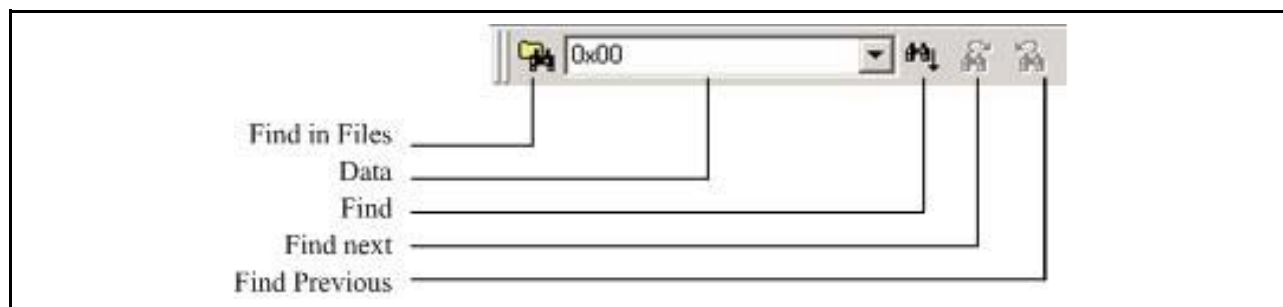 0x00
Find in Files
Data
Find
Find next
Find Previous